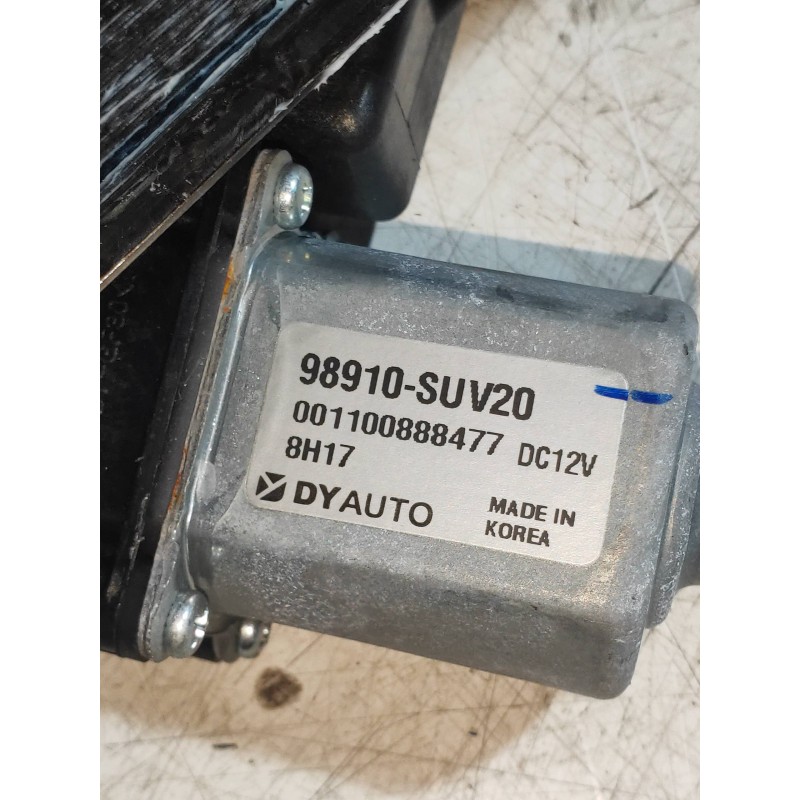 98910-SUV20
001100888477 DC12V
8H17
DYAUTO
MADE IN
KOREA